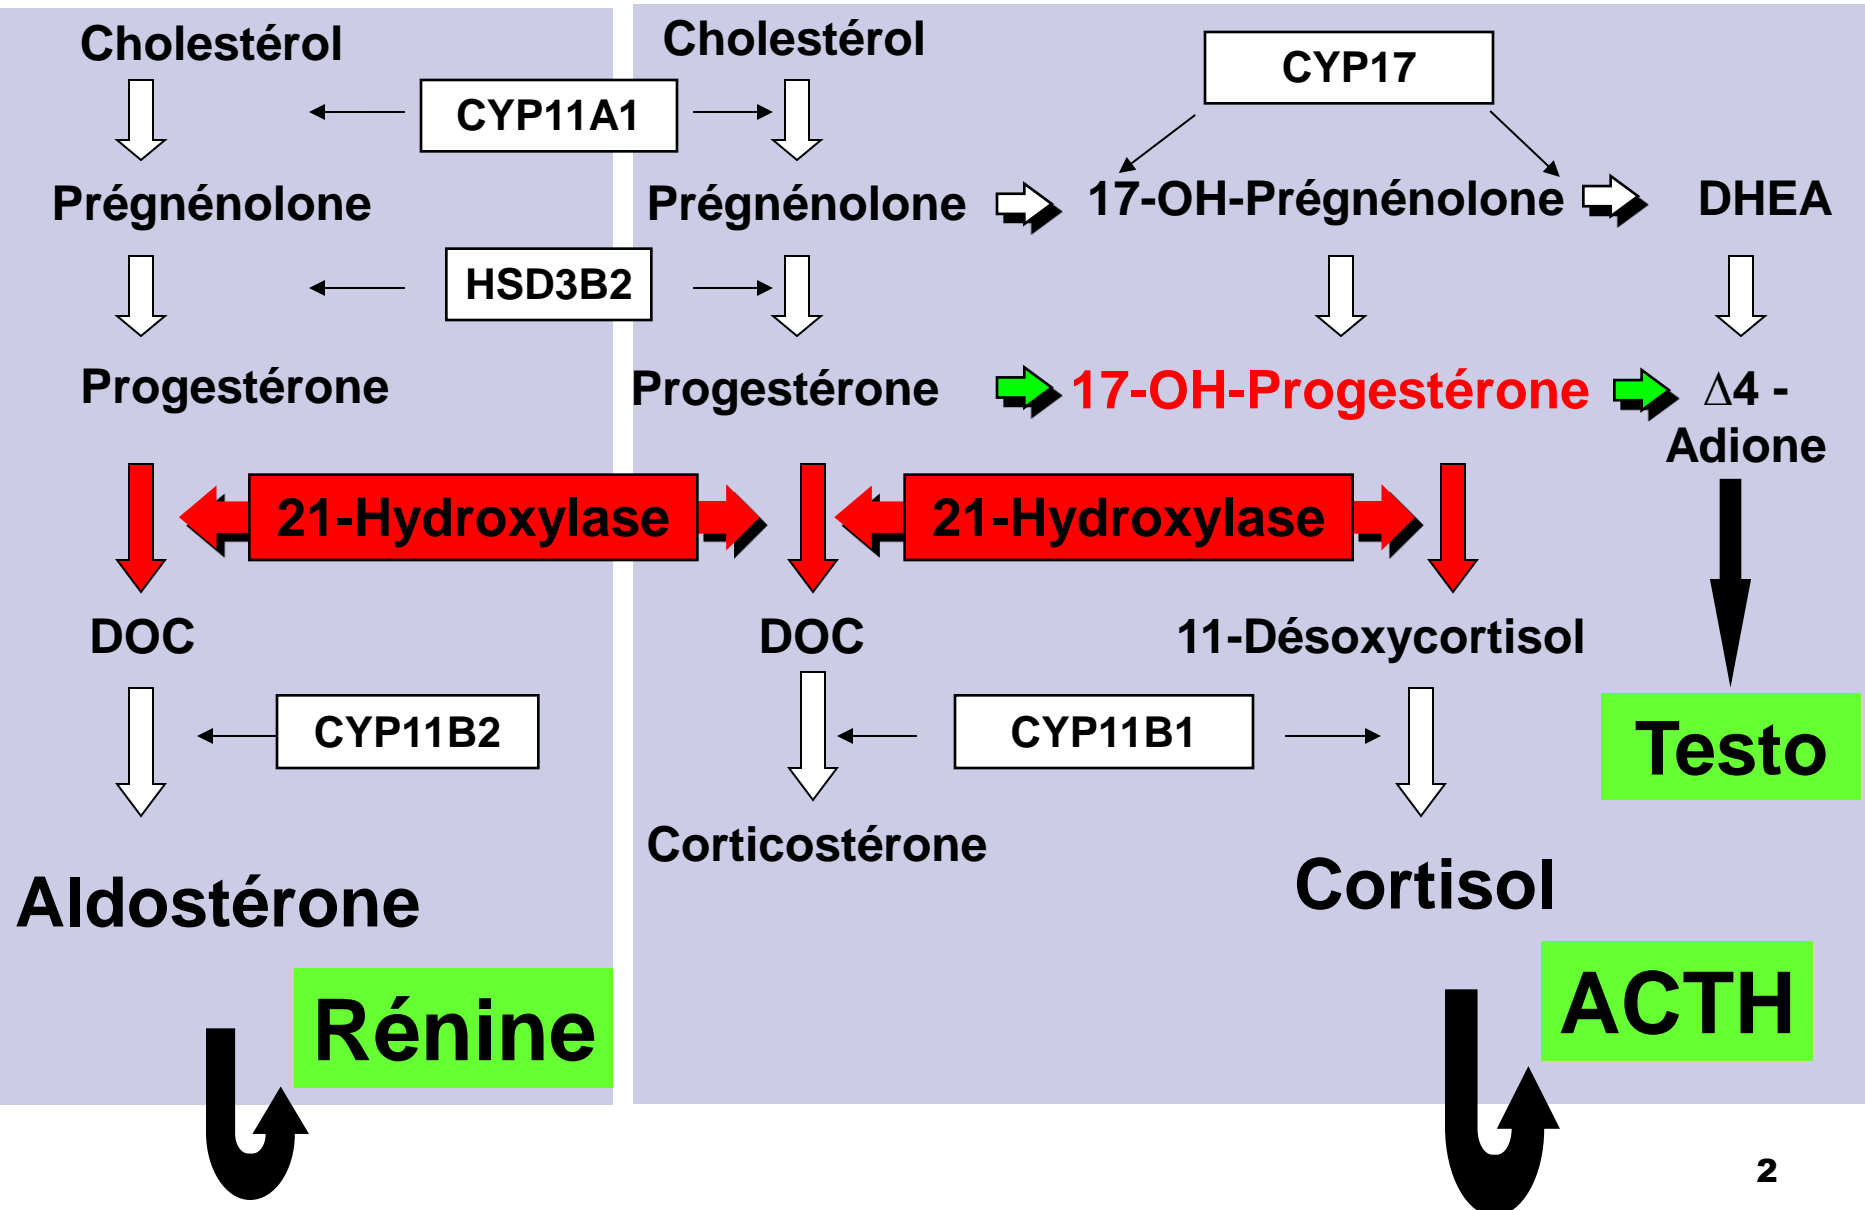 Cholestérol
Cholestérol
CYP17
CYP11A1
Prégnénolone
Prégnénolone
17-OH-Prégnénolone
DHEA
HSD3B2
Progestérone
Progestérone
17-OH-Progestérone
∆4 -
Adione
21-Hydroxylase
21-Hydroxylase
DOC
DOC
11-Désoxycortisol
CYP11B2
CYP11B1
Testo
Corticostérone
Aldostérone
Cortisol
Rénine
ACTH
2